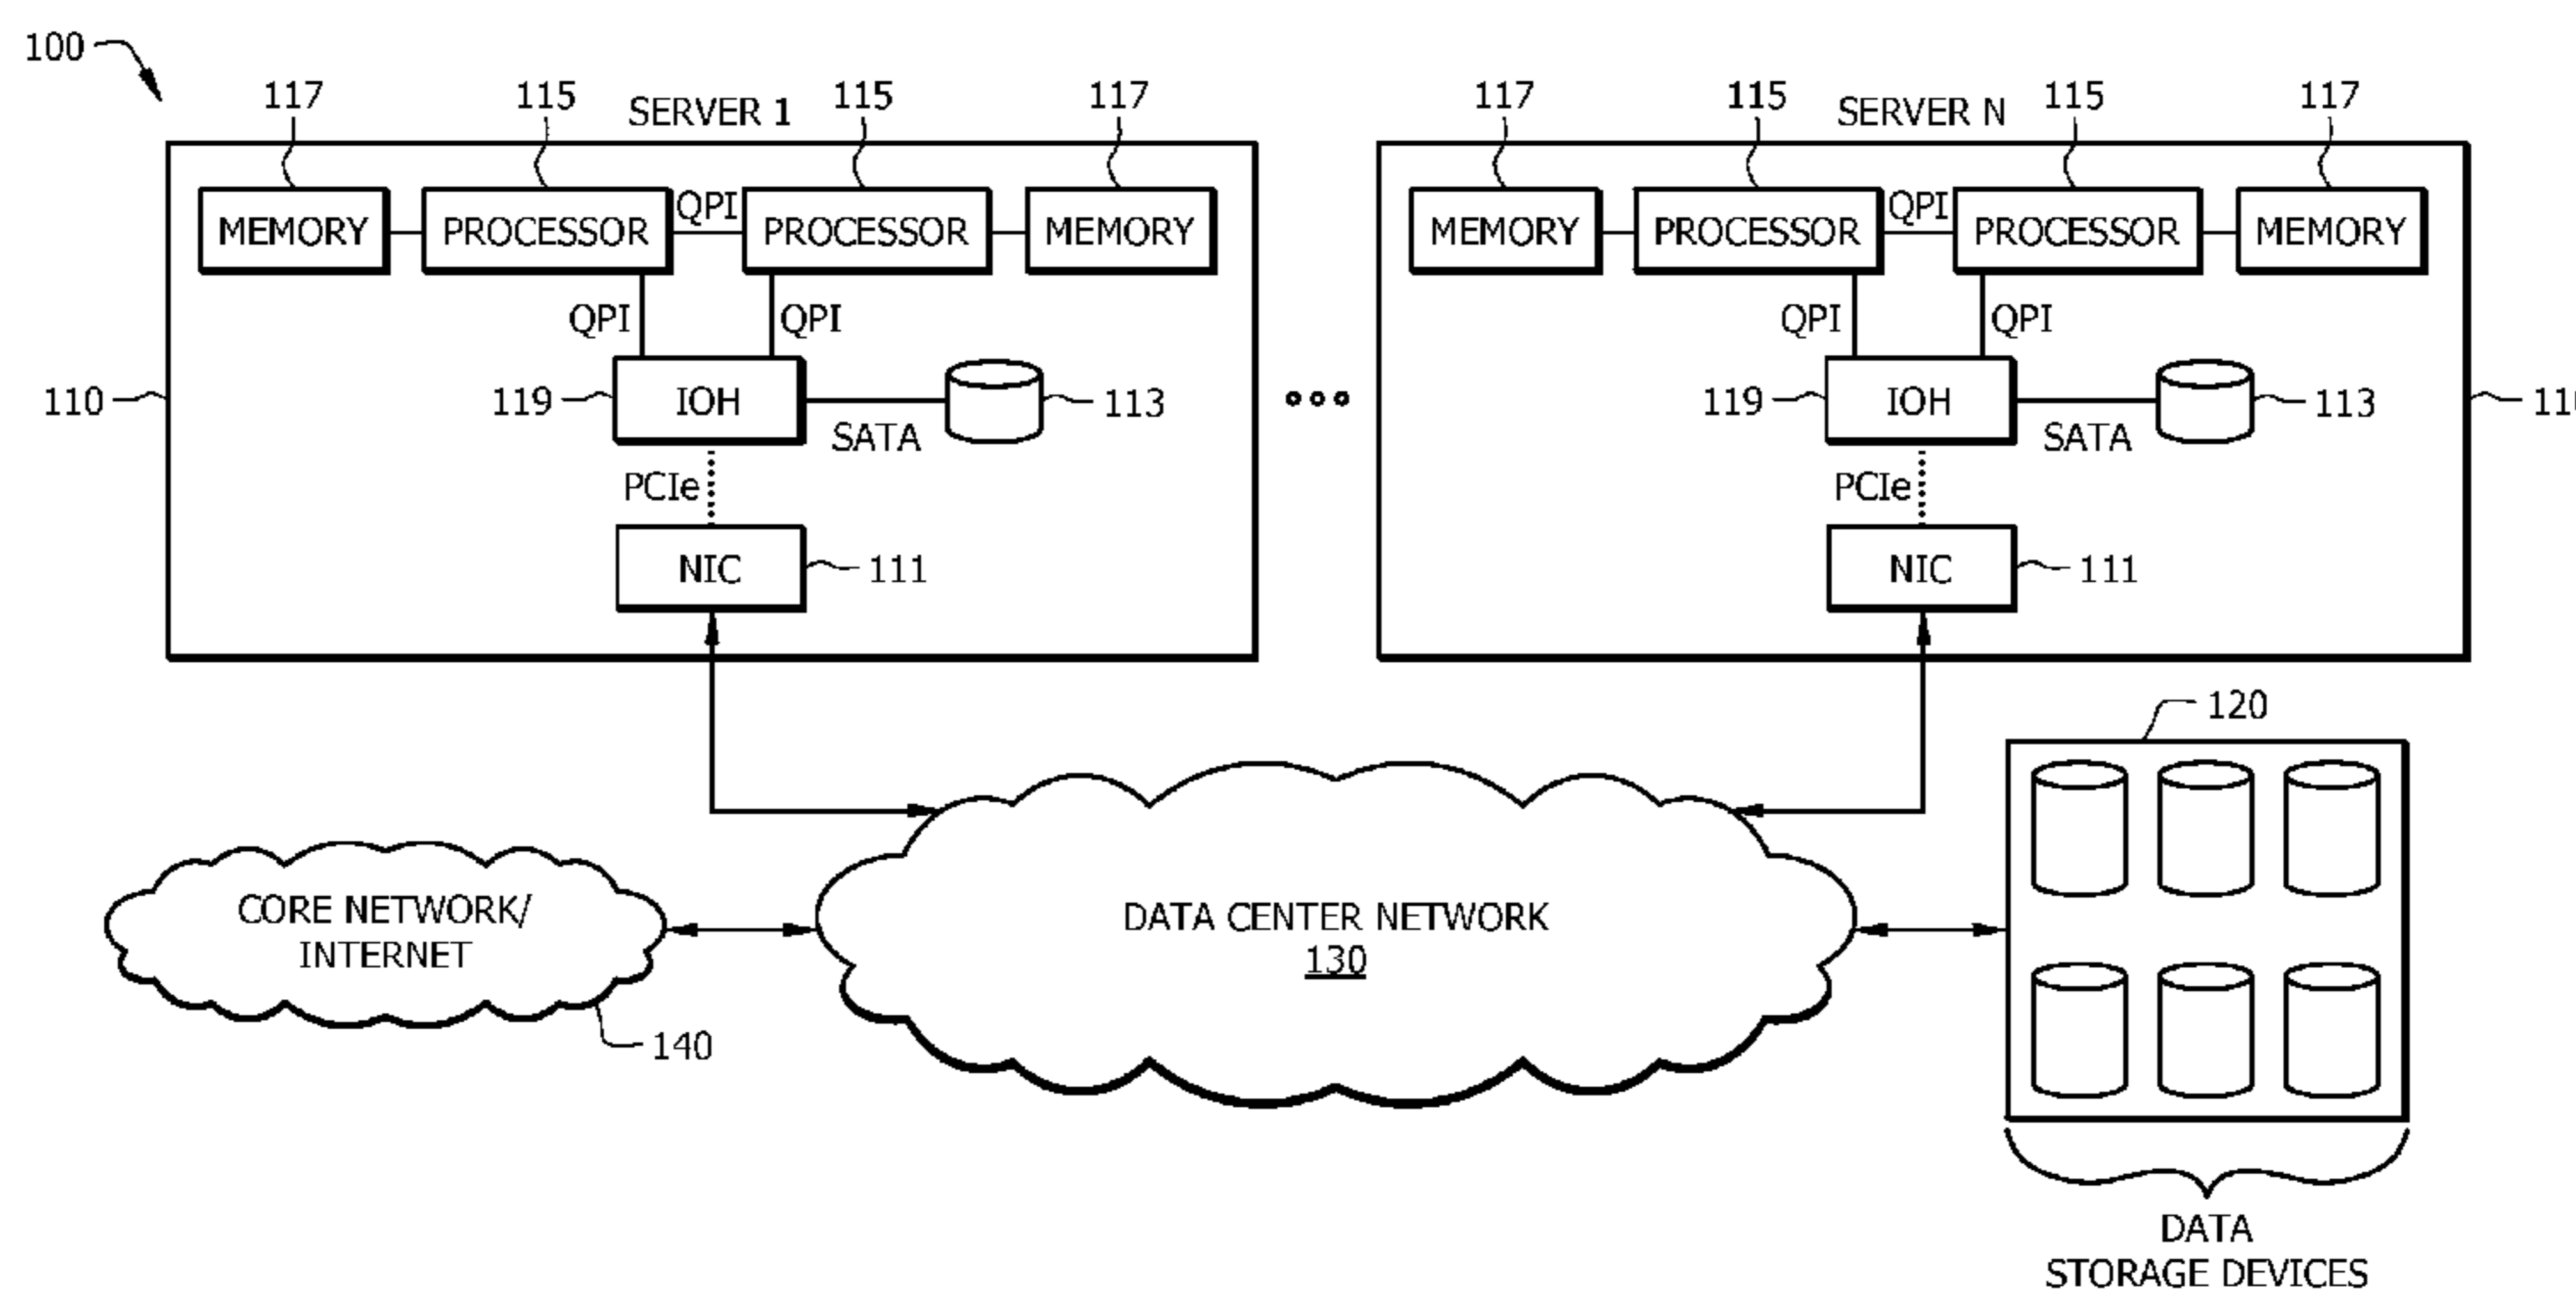 100
117 115 SERVER 1 115 117
117 115 SERVER N 115 117
MEMORY PROCESSOR QPI PROCESSOR MEMORY
MEMORY PROCESSOR QPI PROCESSOR MEMORY
QPI QPI
QPI QPI
110 119 IOH SATA 113
119 IOH SATA 113
PCIe
PCIe
NIC 111
NIC 111
120
CORE NETWORK/
INTERNET
140
DATA CENTER NETWORK
130
DATA
STORAGE DEVICES